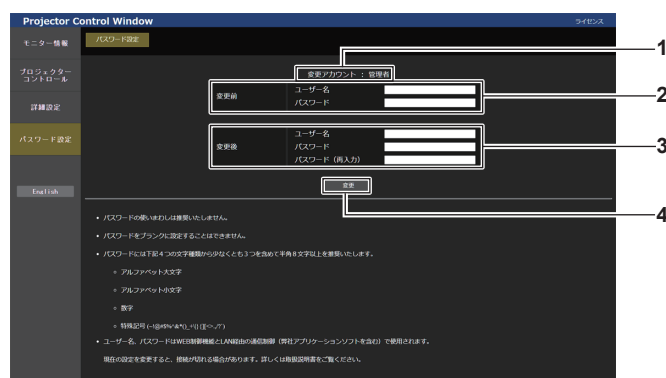 Projector Control Window
ライセンス
モニター情報
パスワード設定
プロジェクター
コントロール
詳細設定
パスワード設定
English
変更アカウント : 管理者
変更前
ユーザー名
パスワード
変更後
ユーザー名
パスワード
パスワード (再入力)
変更
1
2
3
4
• パスワードの使いまわしは推奨いたしません。
• パスワードをブランクに設定することはできません。
• パスワードには下記4つの文字種類から少なくとも3つを含めて半角8文字以上を推奨いたします。
○ アルファベット大文字
○ アルファベット小文字
○ 数字
○ 特殊記号
• ユーザー名、パスワードはWEB制御機能とLAN経由の通信制御 (弊社アプリケーションソフトを含む) で使用されます。
現在の設定を変更すると、接続が切れる場合があります。詳しくは取扱説明書をご覧ください。